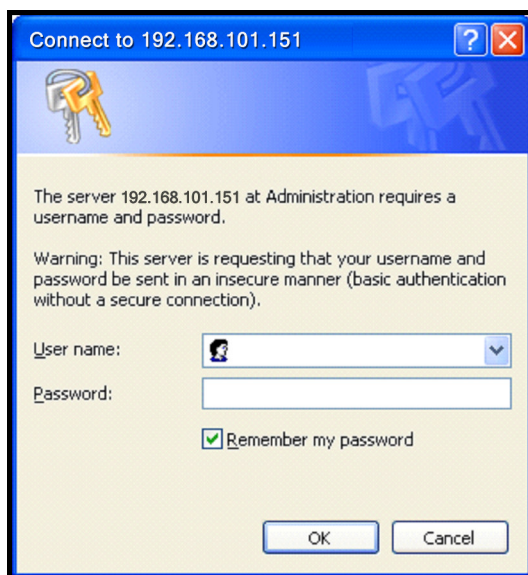 Connect to 192.168.101.151
The server 192.168.101.151 at Administration requires a
username and password.
Warning: This server is requesting that your username and
password be sent in an insecure manner (basic authentication
without a secure connection).
User name:
Password:
Remember my password
OK
Cancel